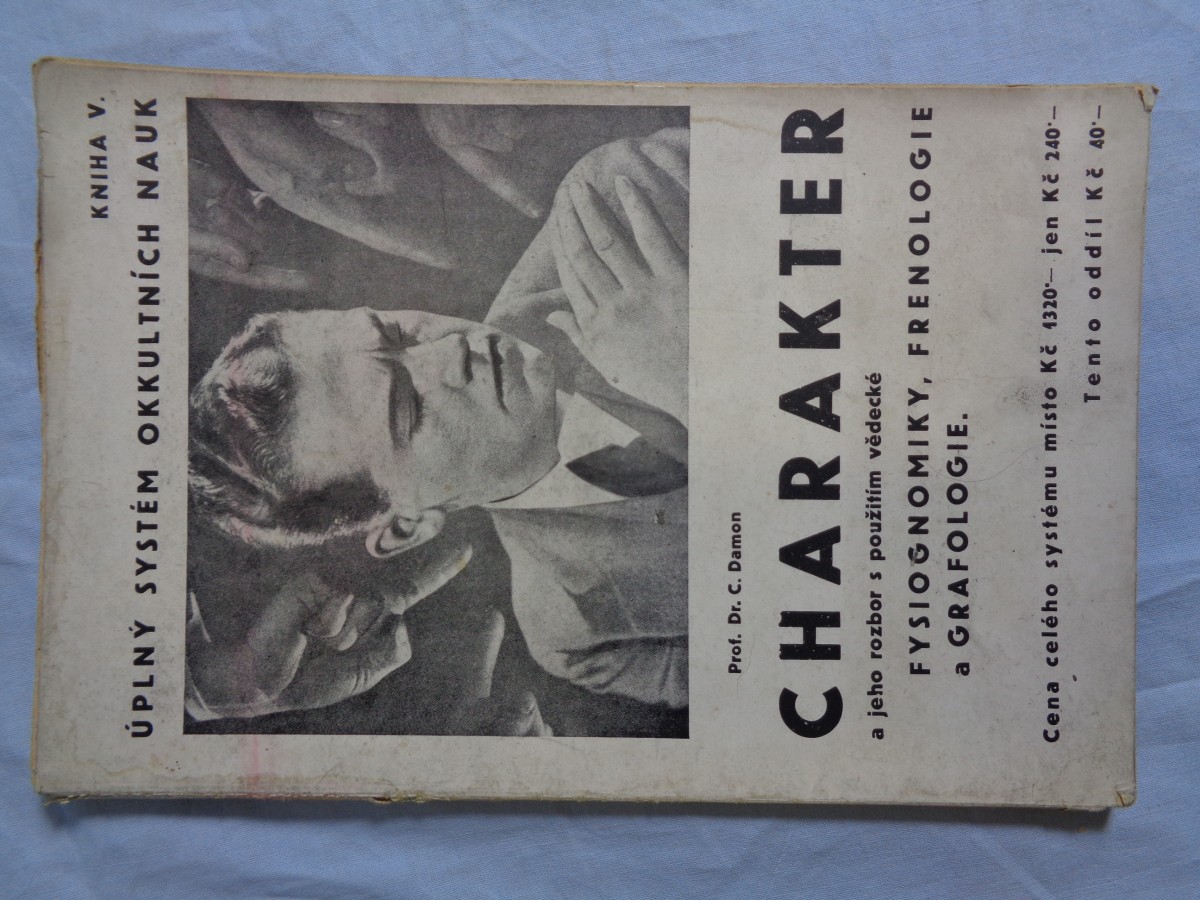 KNIHA V.
ÚPLNÝ SYSTÉM OKKULTNÍCH NAUK
Prof. Dr. C. Damon
CHARAKTER
a jeho rozbor s použitím vědecké
FYSIOGNOMIKY, FRENOLOGIE
a GRAFOLOGIE.
Cena celého systému místo Kč 1320·— jen Kč 240·—
Tento oddíl Kč 40·—